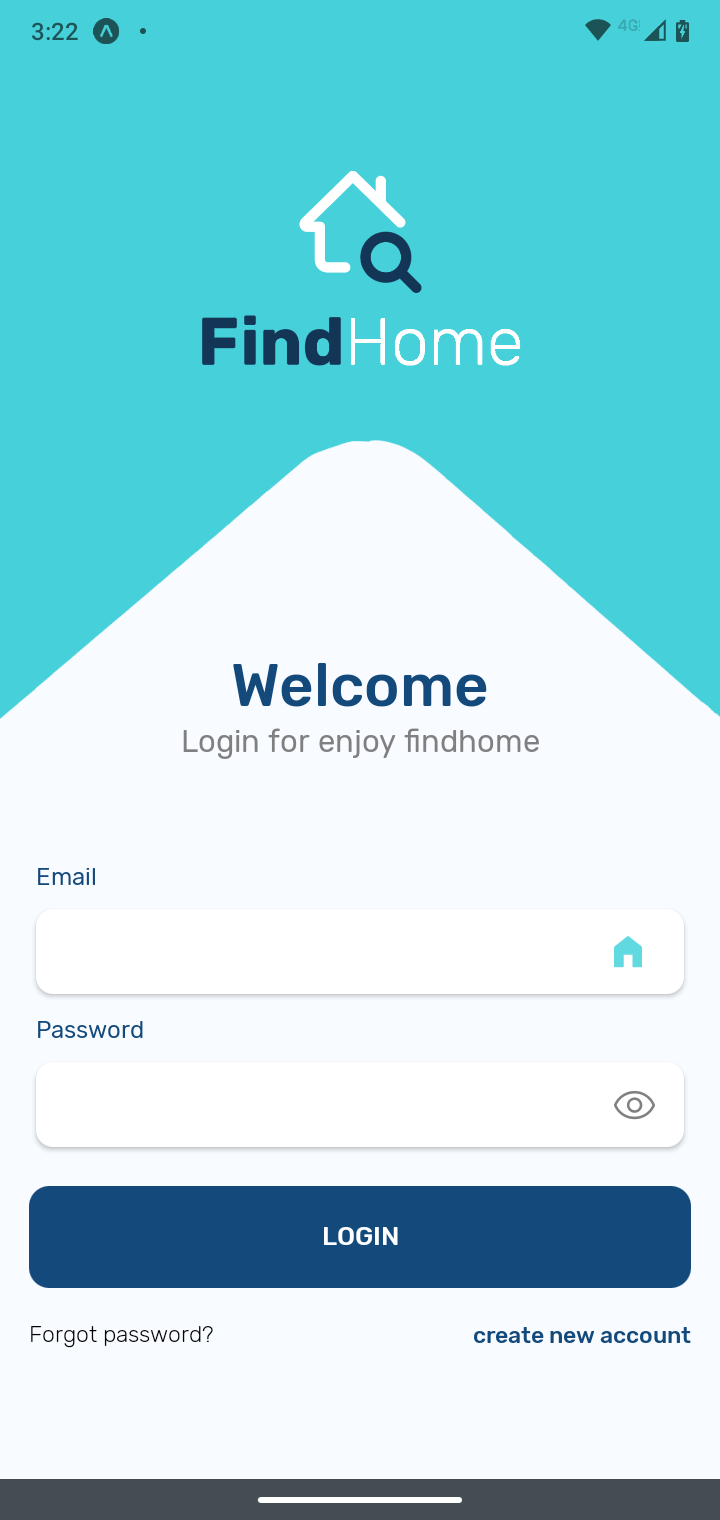 3:22
4G
FindHome
Welcome
Login for enjoy findhome
Email
Password
LOGIN
Forgot password?
create new account